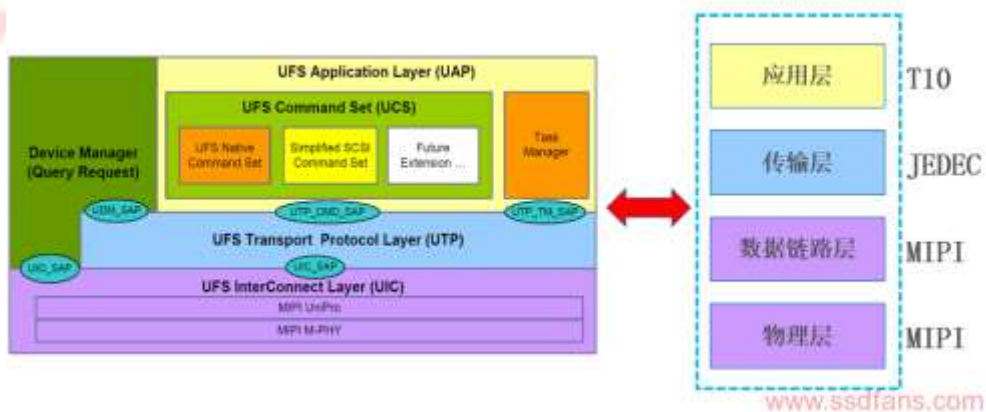 UFS Application Layer (UAP)
UFS Command Set (UCS)
UFS Native
Command Set
Simplified SCSI
Command Set
Future
Extension ...
Task
Manager
Device Manager
(Query Request)
UDM_SAP
UTP_CMD_SAP
UTP_TM_SAP
UFS Transport Protocol Layer (UTP)
UIO_SAP
UIC_SAP
UFS InterConnect Layer (UIC)
MIPI UniPro
MIPI M-PHY
应用层
T10
传输层
JEDEC
数据链路层
MIPI
物理层
MIPI
www.ssdfans.com